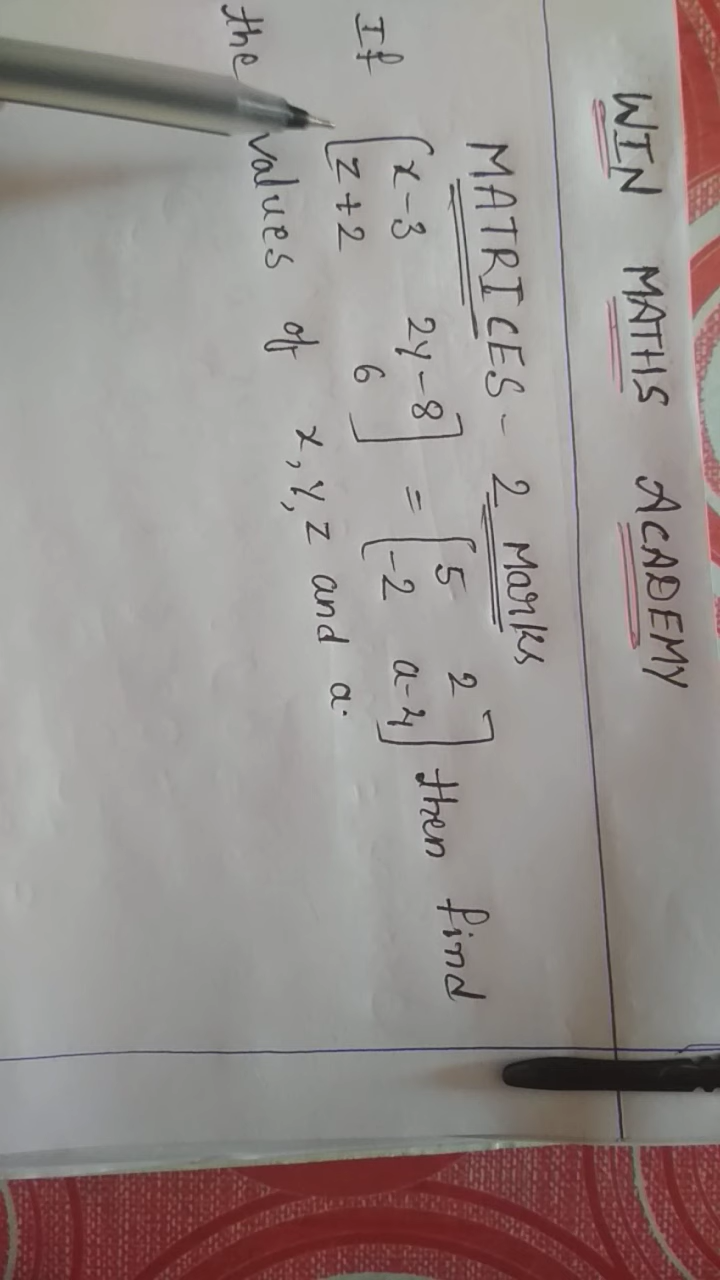 WIN MATHS ACADEMY
MATRICES - 2 Marks
If [x-3 2y-8] = [5 2] then find
[z+2 6] [-2 a-4]
the values of x, y, z and a.